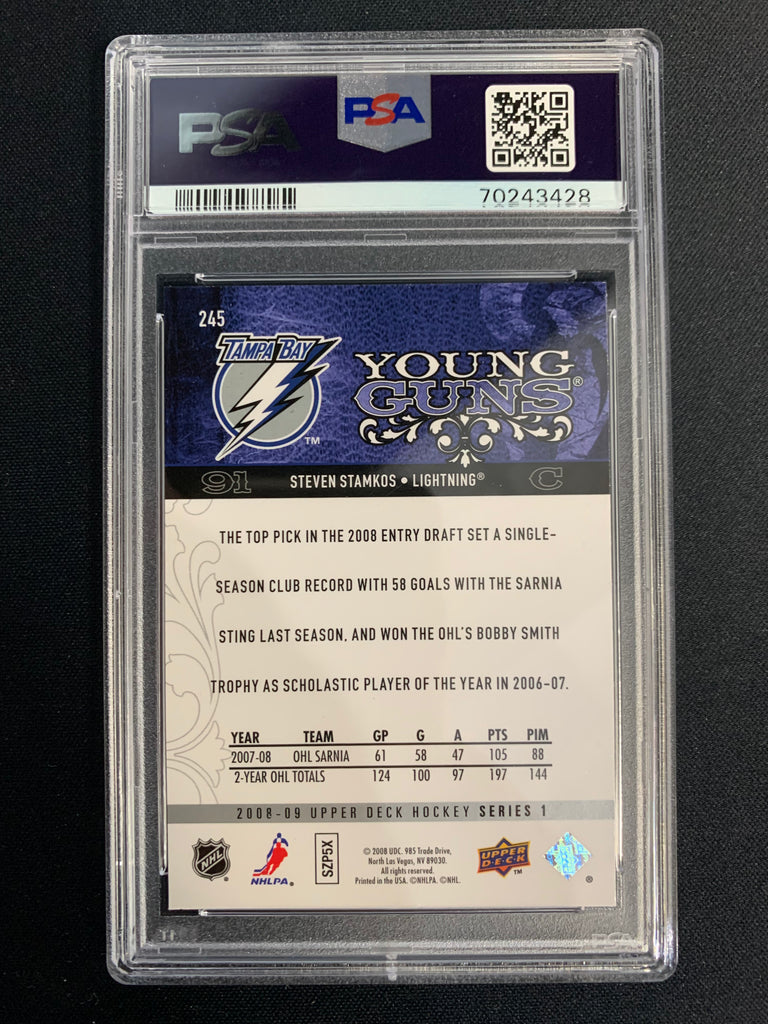 PSA
PSA
70243428
245
TAMPA BAY
TM
YOUNG
GUNS®
91 STEVEN STAMKOS • LIGHTNING® C
THE TOP PICK IN THE 2008 ENTRY DRAFT SET A SINGLE-
SEASON CLUB RECORD WITH 58 GOALS WITH THE SARNIA
STING LAST SEASON, AND WON THE OHL'S BOBBY SMITH
TROPHY AS SCHOLASTIC PLAYER OF THE YEAR IN 2006-07.
YEAR TEAM GP G A PTS PIM
2007-08 OHL SARNIA 61 58 47 105 88
2-YEAR OHL TOTALS 124 100 97 197 144
2008-09 UPPER DECK HOCKEY SERIES 1
NHL
NHLPA.
SZP5X
© 2008 UDC. 985 Trade Drive,
North Las Vegas, NV 89030.
All rights reserved.
Printed in the USA. ©NHLPA. ©NHL.
UPPER
DECK
TM
®